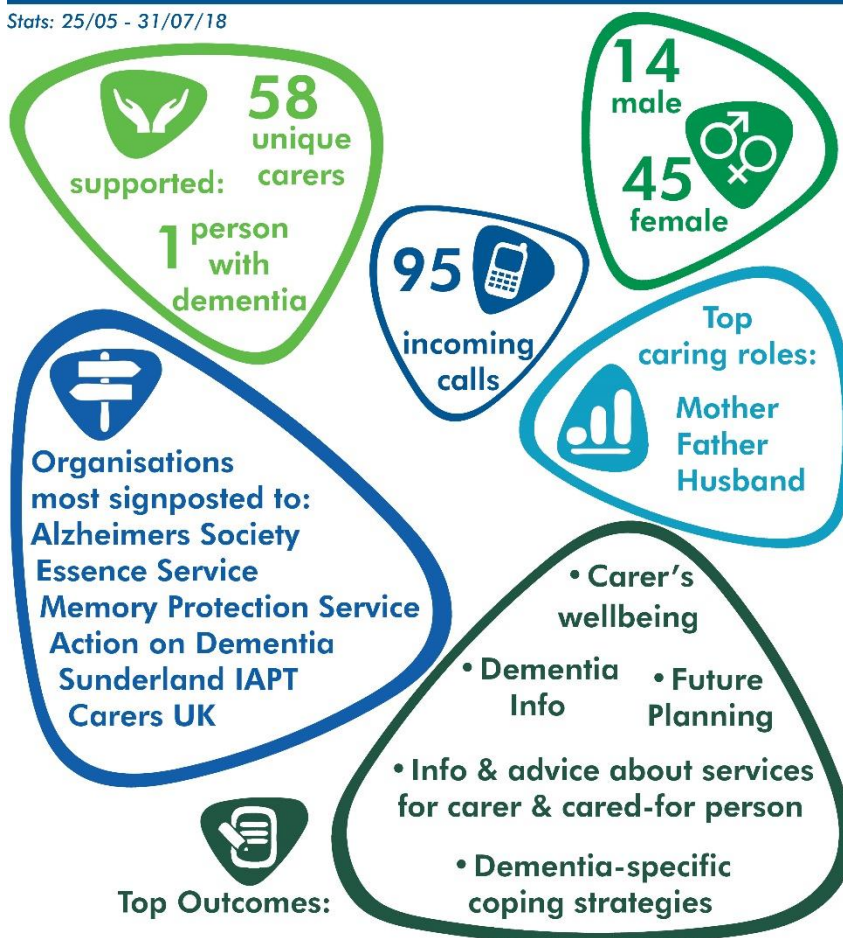 Stats: 25/05 - 31/07/18
58
unique
carers
supported:
1 person
with
dementia
14
male
45
female
95
incoming
calls
Top
caring roles:
Mother
Father
Husband
Organisations
most signposted to:
Alzheimers Society
Essence Service
Memory Protection Service
Action on Dementia
Sunderland IAPT
Carers UK
• Carer's
wellbeing
• Dementia
Info
• Future
Planning
• Info & advice about services
for carer & cared-for person
• Dementia-specific
coping strategies
Top Outcomes: